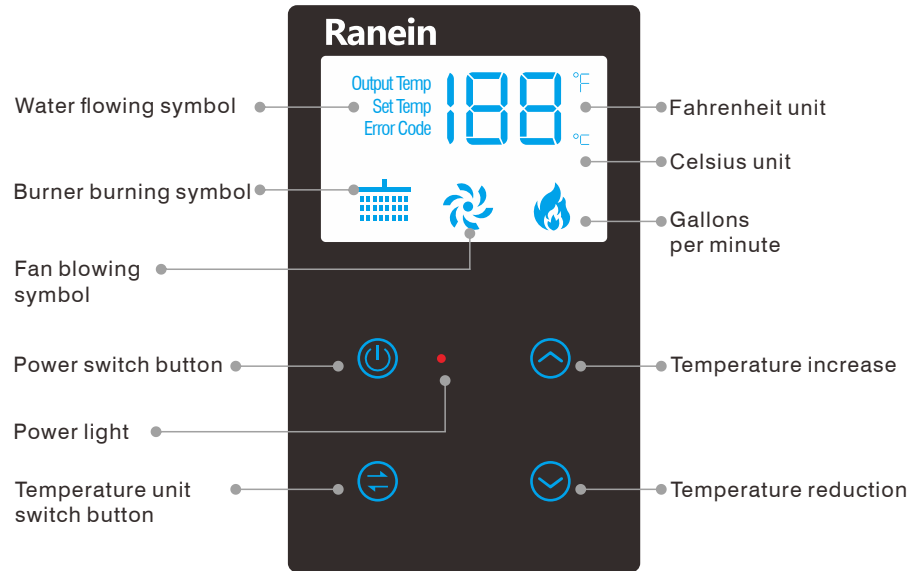 Ranein
Output Temp
Set Temp
Error Code
188
°F
°C
Water flowing symbol
Burner burning symbol
Fan blowing
symbol
Power switch button
Power light
Temperature unit
switch button
Fahrenheit unit
Celsius unit
Gallons
per minute
Temperature increase
Temperature reduction